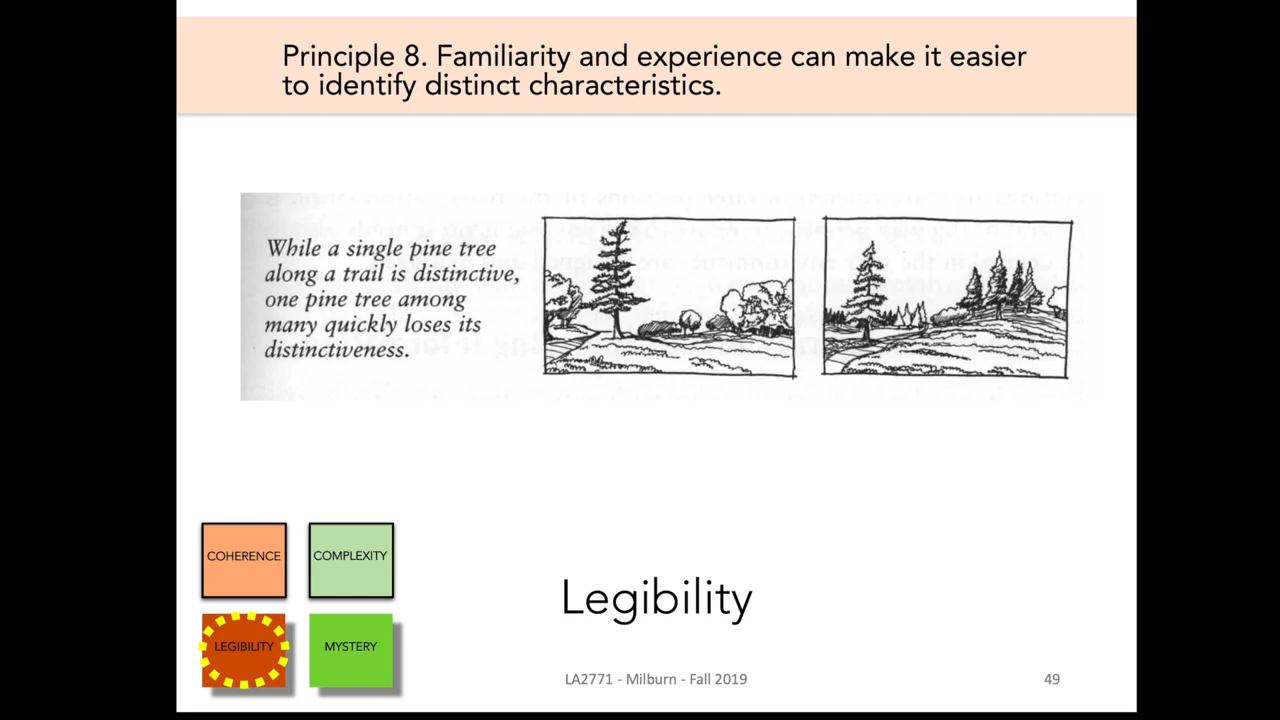 Principle 8. Familiarity and experience can make it easier
to identify distinct characteristics.
While a single pine tree
along a trail is distinctive,
one pine tree among
many quickly loses its
distinctiveness.
COHERENCE
COMPLEXITY
LEGIBILITY
MYSTERY
Legibility
LA2771 - Milburn - Fall 2019
49